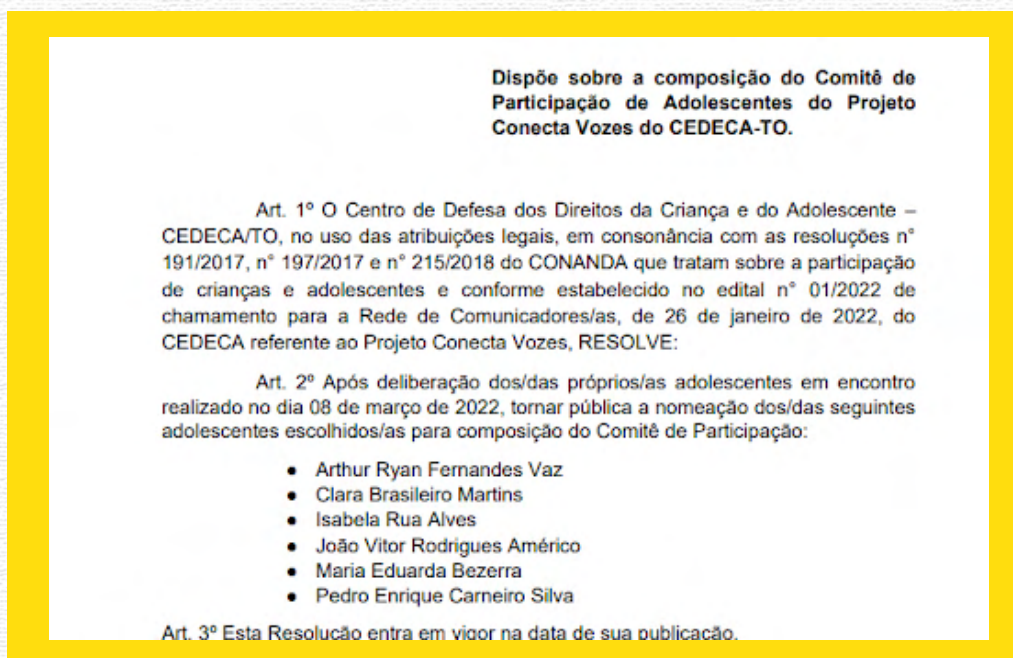 Dispõe sobre a composição do Comitê de
Participação de Adolescentes do Projeto
Conecta Vozes do CEDECA-TO.
Art. 1º O Centro de Defesa dos Direitos da Criança e do Adolescente –
CEDECA/TO, no uso das atribuições legais, em consonância com as resoluções n°
191/2017, n° 197/2017 e n° 215/2018 do CONANDA que tratam sobre a participação
de crianças e adolescentes e conforme estabelecido no edital n° 01/2022 de
chamamento para a Rede de Comunicadores/as, de 26 de janeiro de 2022, do
CEDECA referente ao Projeto Conecta Vozes, RESOLVE:
Art. 2º Após deliberação dos/das próprios/as adolescentes em encontro
realizado no dia 08 de março de 2022, tornar pública a nomeação dos/das seguintes
adolescentes escolhidos/as para composição do Comitê de Participação:
● Arthur Ryan Fernandes Vaz
● Clara Brasileiro Martins
● Isabela Rua Alves
● João Vitor Rodrigues Américo
● Maria Eduarda Bezerra
● Pedro Enrique Carneiro Silva
Art. 3º Esta Resolução entra em vigor na data de sua publicação.